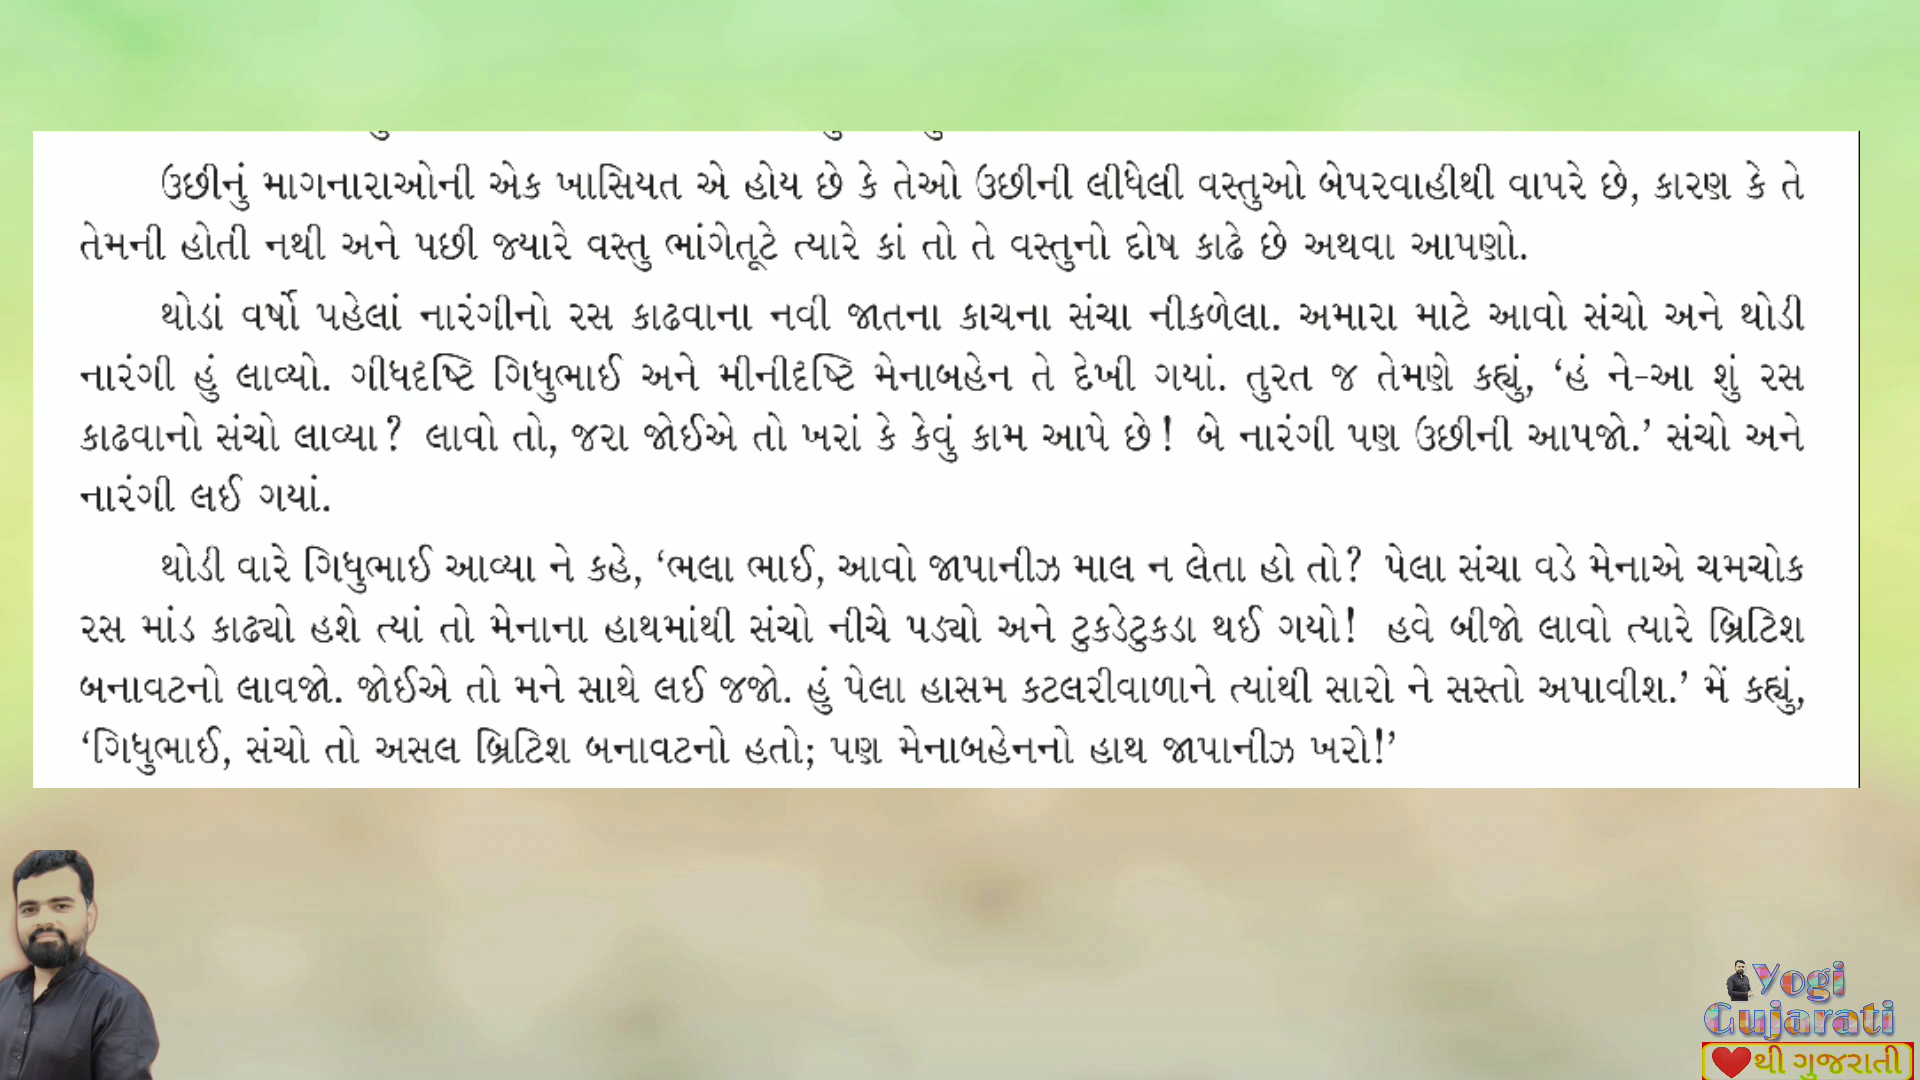 ઉછીનું માગનારાઓની એક ખાસિયત એ હોય છે કે તેઓ ઉછીની લીધેલી વસ્તુઓ બેપરવાહીથી વાપરે છે, કારણ કે તે
તેમની હોતી નથી અને પછી જ્યારે વસ્તુ ભાંગેતૂટે ત્યારે કાં તો તે વસ્તુનો દોષ કાઢે છે અથવા આપણો.
થોડાં વર્ષો પહેલાં નારંગીનો રસ કાઢવાના નવી જાતના કાચના સંચા નીકળેલા. અમારા માટે આવો સંચો અને થોડી
નારંગી હું લાવ્યો. ગીધદૃષ્ટિ ગિધુભાઈ અને મીનીદૃષ્ટિ મેનાબહેન તે દેખી ગયાં. તુરત જ તેમણે કહ્યું, ‘હં ને-આ શું રસ
કાઢવાનો સંચો લાવ્યા? લાવો તો, જરા જોઈએ તો ખરાં કે કેવું કામ આપે છે! બે નારંગી પણ ઉછીની આપજો.’ સંચો અને
નારંગી લઈ ગયાં.
થોડી વારે ગિધુભાઈ આવ્યા ને કહે, ‘ભલા ભાઈ, આવો જાપાનીઝ માલ ન લેતા હો તો? પેલા સંચા વડે મેનાએ ચમચોક
રસ માંડ કાઢ્યો હશે ત્યાં તો મેનાના હાથમાંથી સંચો નીચે પડ્યો અને ટુકડેટુકડા થઈ ગયો! હવે બીજો લાવો ત્યારે બ્રિટિશ
બનાવટનો લાવજો. જોઈએ તો મને સાથે લઈ જજો. હું પેલા હાસમ કટલરીવાળાને ત્યાંથી સારો ને સસ્તો અપાવીશ.’ મેં કહ્યું,
‘ગિધુભાઈ, સંચો તો અસલ બ્રિટિશ બનાવટનો હતો; પણ મેનાબહેનનો હાથ જાપાનીઝ ખરો!’
Yogi
Gujarati
થી ગુજરાતી